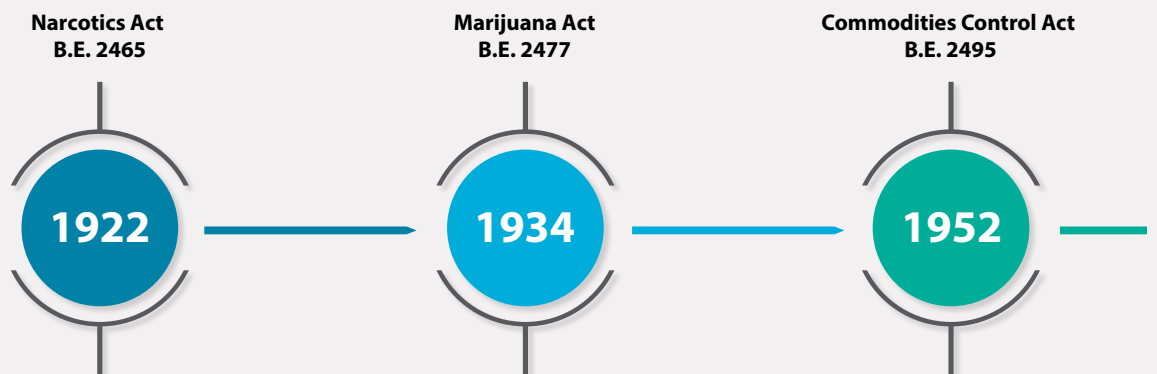 Narcotics Act
B.E. 2465
Marijuana Act
B.E. 2477
Commodities Control Act
B.E. 2495
1922
1934
1952